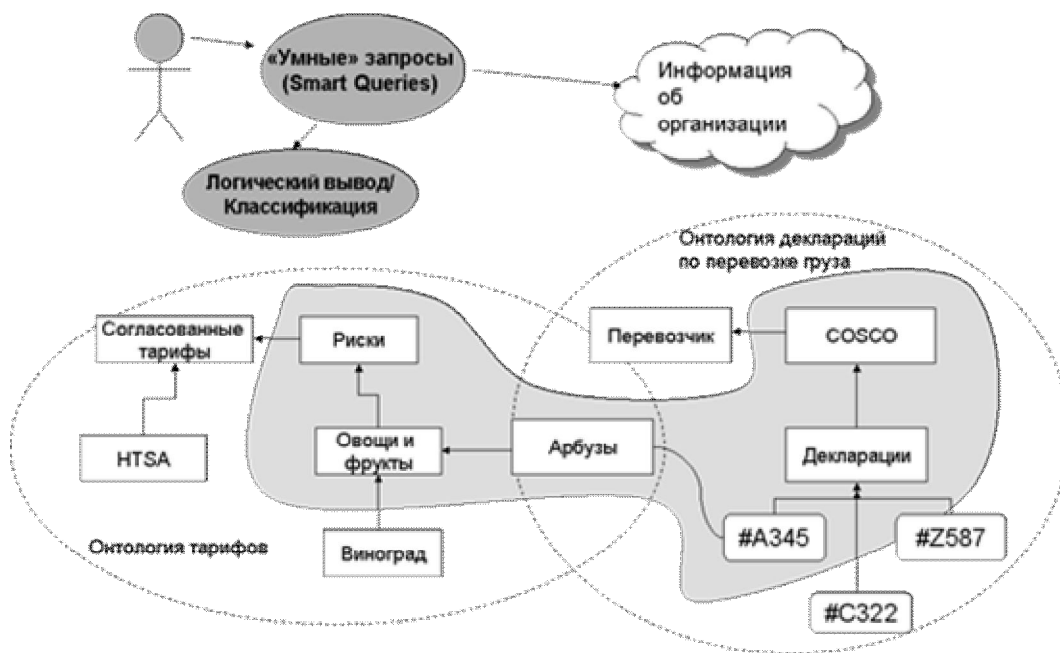 «Умные» запросы
(Smart Queries)
Информация
об
организации
Логический вывод/
Классификация
Онтология деклараций
по перевозке груза
Согласованные
тарифы
Риски
Перевозчик
COSCO
HTSA
Овощи и
фрукты
Арбузы
Декларации
Онтология тарифов
Виноград
#A345
#Z587
#C322